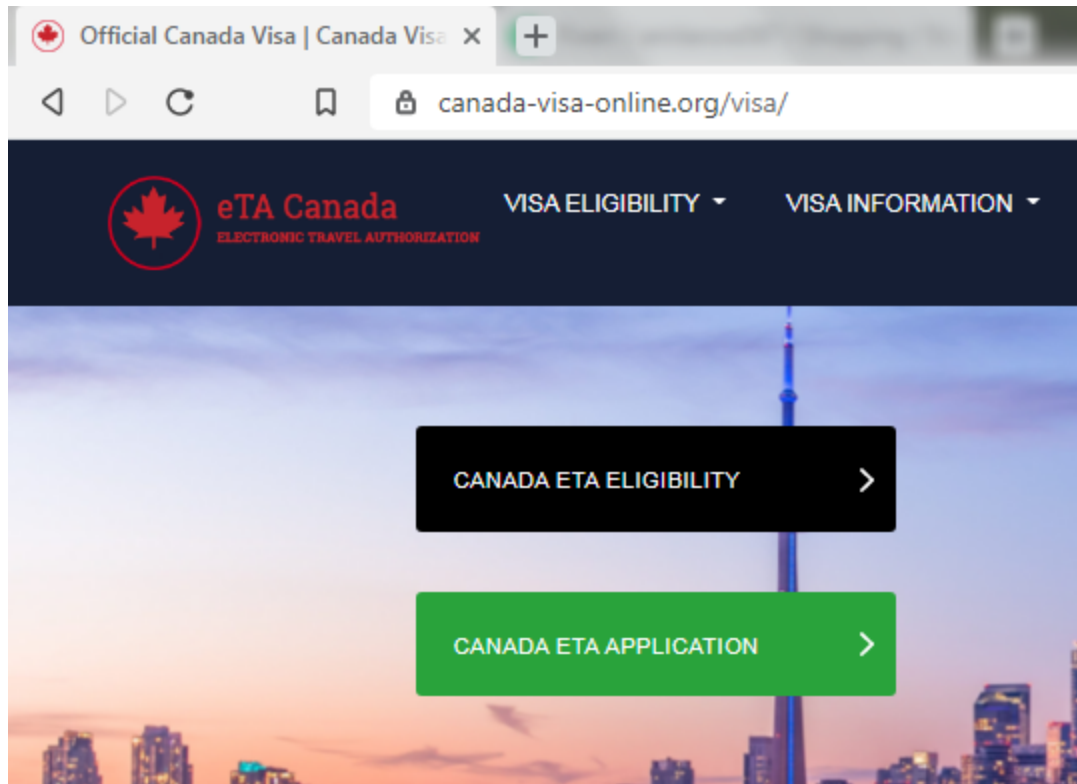 Official Canada Visa | Canada Visa
canada-visa-online.org/visa/
eTA Canada
ELECTRONIC TRAVEL AUTHORIZATION
VISA ELIGIBILITY
VISA INFORMATION
CANADA ETA ELIGIBILITY
CANADA ETA APPLICATION